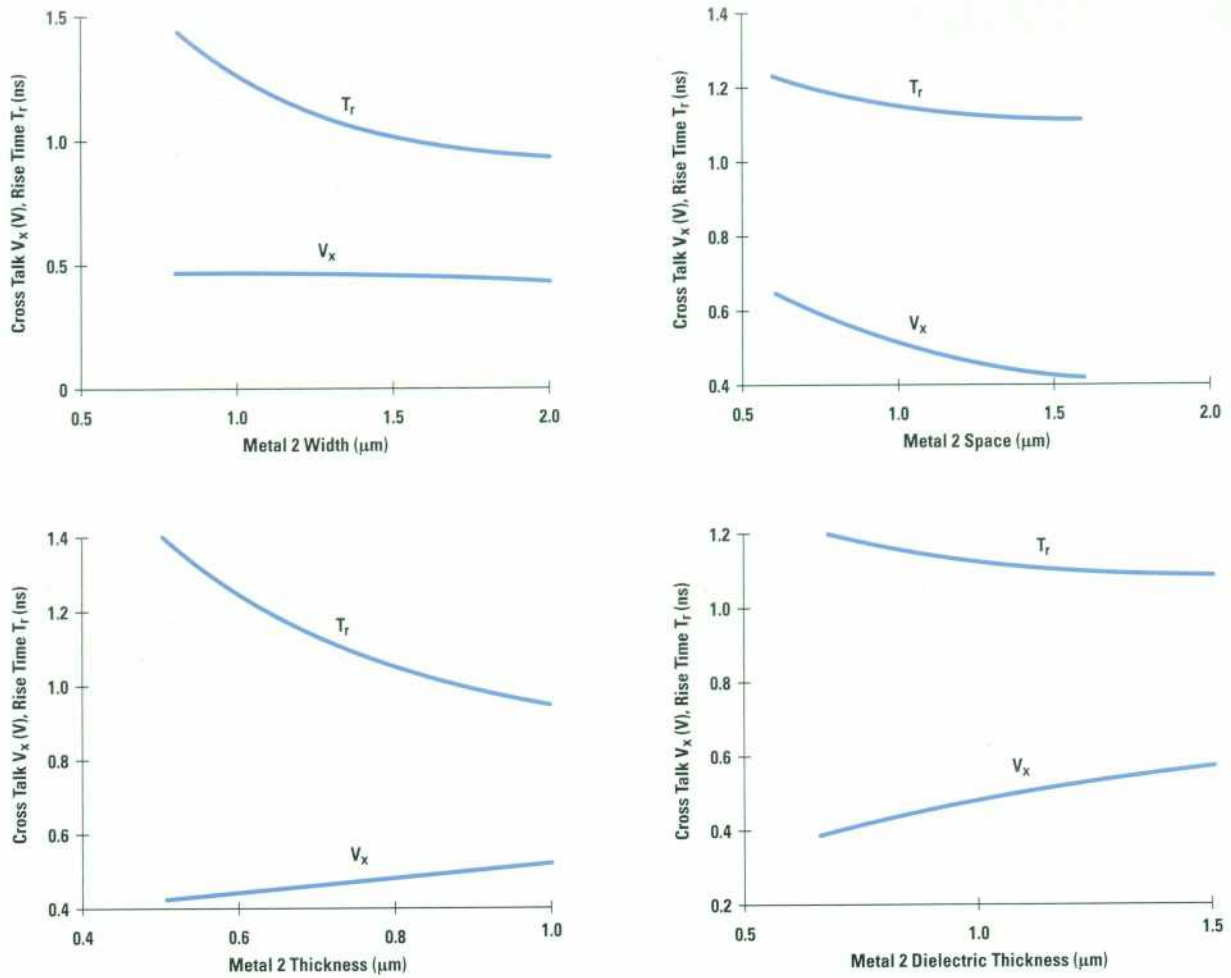 Cross Talk Vx (V), Rise Time Tr (ns)
1.5
1.0
0.5
0
Tr
Vx
0.5 1.0 1.5 2.0
Metal 2 Width (μm)
Cross Talk Vx (V), Rise Time Tr (ns)
1.4
1.2
1.0
0.8
0.6
0.4
Tr
Vx
0.5 1.0 1.5 2.0
Metal 2 Space (μm)
Cross Talk Vx (V), Rise Time Tr (ns)
1.4
1.2
1.0
0.8
0.6
0.4
Tr
Vx
0.4 0.6 0.8 1.0
Metal 2 Thickness (μm)
Cross Talk Vx (V), Rise Time Tr (ns)
1.2
1.0
0.8
0.6
0.4
0.2
Tr
Vx
0.5 1.0 1.5
Metal 2 Dielectric Thickness (μm)